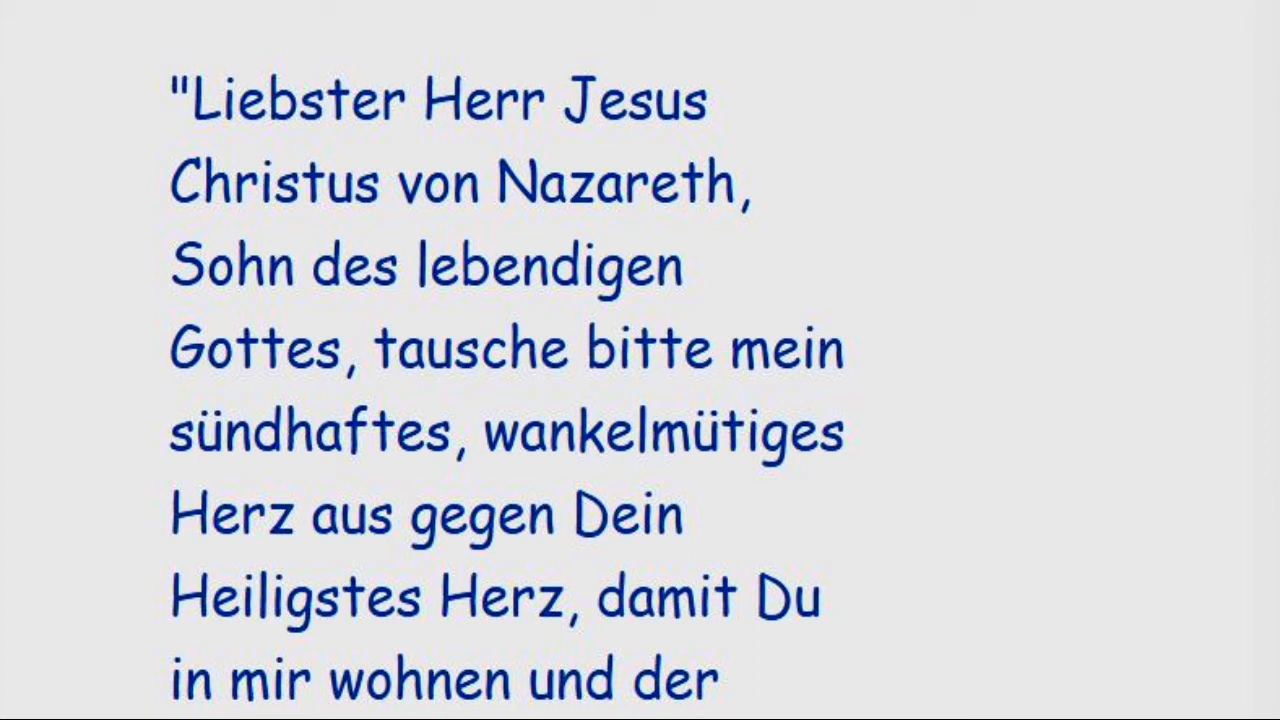 "Liebster Herr Jesus
Christus von Nazareth,
Sohn des lebendigen
Gottes, tausche bitte mein
sündhaftes, wankelmütiges
Herz aus gegen Dein
Heiligstes Herz, damit Du
in mir wohnen und der